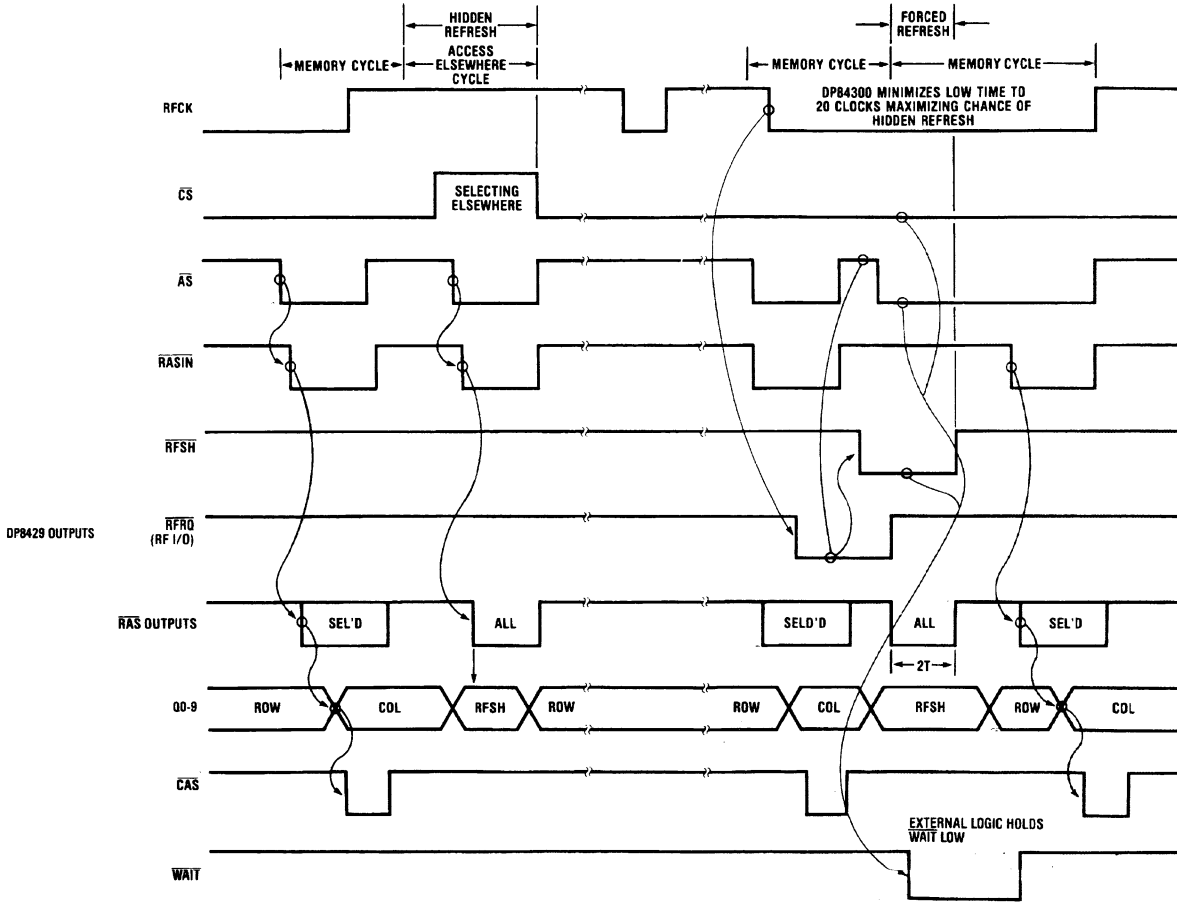 HIDDEN
REFRESH
FORCED
REFRESH
MEMORY CYCLE
ACCESS
ELSEWHERE
CYCLE
MEMORY CYCLE
MEMORY CYCLE
RFCK
DP84300 MINIMIZES LOW TIME TO
20 CLOCKS MAXIMIZING CHANCE OF
HIDDEN REFRESH
CS
SELECTING
ELSEWHERE
AS
RASIN
RFSH
DP8429 OUTPUTS
RFRQ
(RF I/O)
RAS OUTPUTS
SEL'D
ALL
SELD'D
ALL
SEL'D
2T
Q0-9
ROW
COL
RFSH
ROW
ROW
COL
RFSH
ROW
COL
CAS
EXTERNAL LOGIC HOLDS
WAIT LOW
WAIT